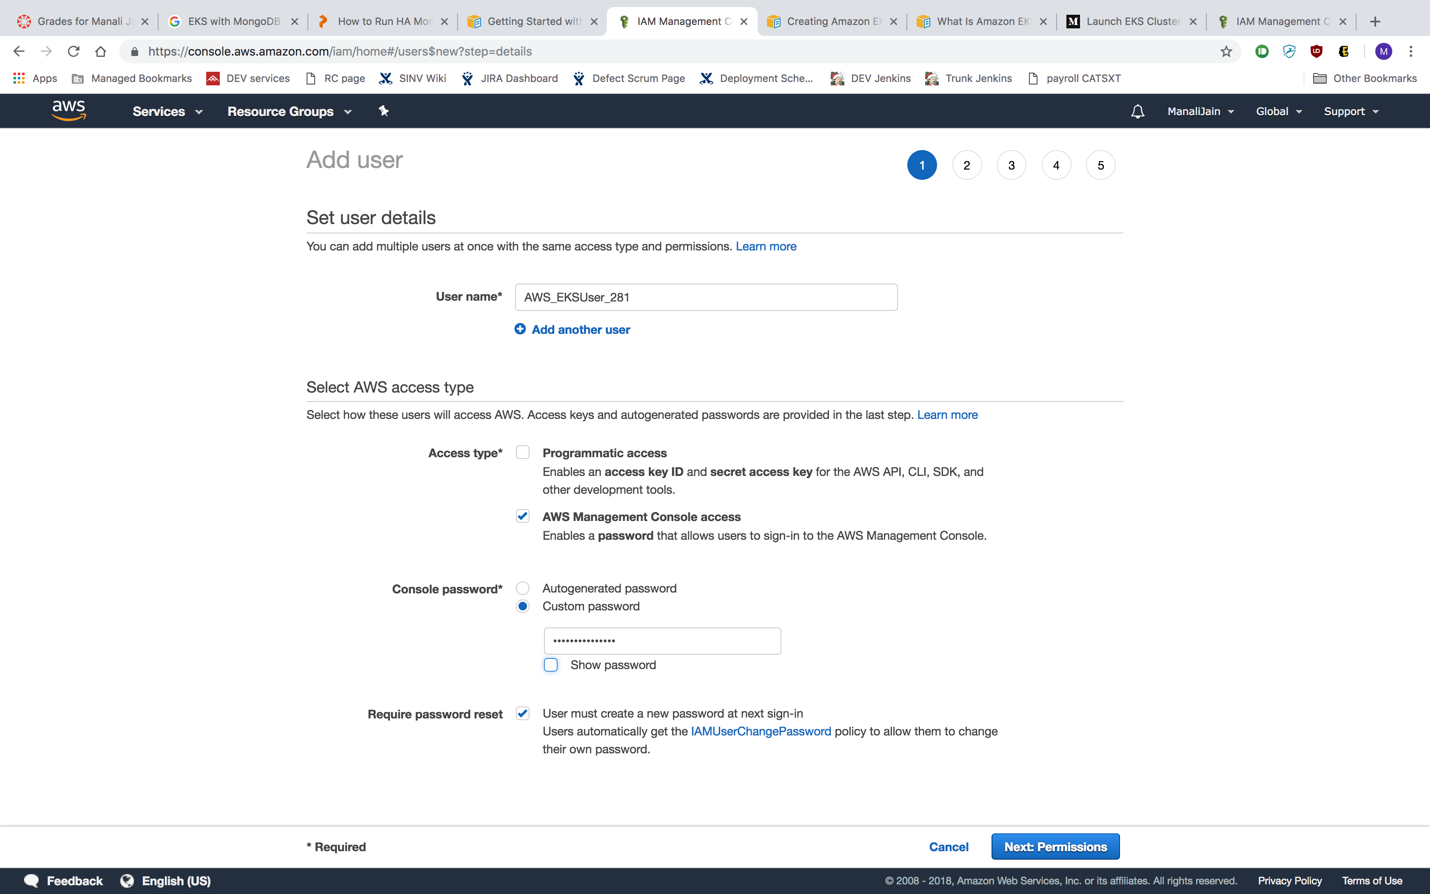 Grades for Manali J
EKS with MongoDB
How to Run HA Mon
Getting Started with
IAM Management C
Creating Amazon E
What Is Amazon EK
Launch EKS Cluster
IAM Management C
https://console.aws.amazon.com/iam/home#/users$new?step=details
M
Apps
Managed Bookmarks
DEV services
RC page
SINV Wiki
JIRA Dashboard
Defect Scrum Page
Deployment Sche...
DEV Jenkins
Trunk Jenkins
payroll CATSXT
Other Bookmarks
aws
Services
Resource Groups
ManaliJain
Global
Support
Add user
1 2 3 4 5
Set user details
You can add multiple users at once with the same access type and permissions. Learn more
User name*
AWS_EKSUser_281
Add another user
Select AWS access type
Select how these users will access AWS. Access keys and autogenerated passwords are provided in the last step. Learn more
Access type*
Programmatic access
Enables an access key ID and secret access key for the AWS API, CLI, SDK, and
other development tools.
AWS Management Console access
Enables a password that allows users to sign-in to the AWS Management Console.
Console password*
Autogenerated password
Custom password
•••••••••••••••
Show password
Require password reset
User must create a new password at next sign-in
Users automatically get the IAMUserChangePassword policy to allow them to change
their own password.
* Required
Cancel
Next: Permissions
Feedback
English (US)
© 2008 - 2018, Amazon Web Services, Inc. or its affiliates. All rights reserved.
Privacy Policy
Terms of Use